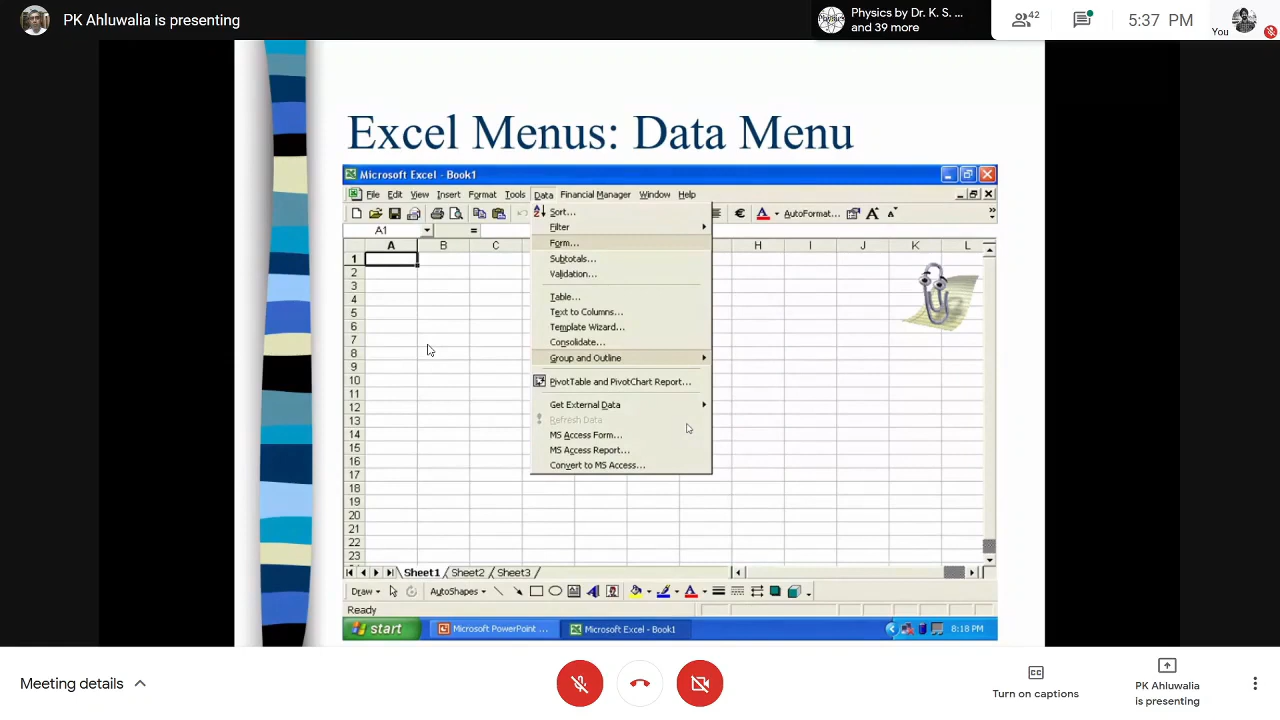 PK Ahluwalia is presenting
Physics by Dr. K. S. ...
and 39 more
42
5:37 PM
You
Excel Menus: Data Menu
Microsoft Excel - Book1
File Edit View Insert Format Tools Data Financial Manager Window Help
AutoFormat...
A1 =
A B C H I J K L
Sort...
Filter
Form...
Subtotals...
Validation...
Table...
Text to Columns...
Template Wizard...
Consolidate...
Group and Outline
PivotTable and PivotChart Report...
Get External Data
Refresh Data
MS Access Form...
MS Access Report...
Convert to MS Access...
1
2
3
4
5
6
7
8
9
10
11
12
13
14
15
16
17
18
19
20
21
22
23
Sheet1 Sheet2 Sheet3
Draw AutoShapes
Ready
start Microsoft PowerPoint ... Microsoft Excel - Book1 8:18 PM
Meeting details
Turn on captions
PK Ahluwalia
is presenting